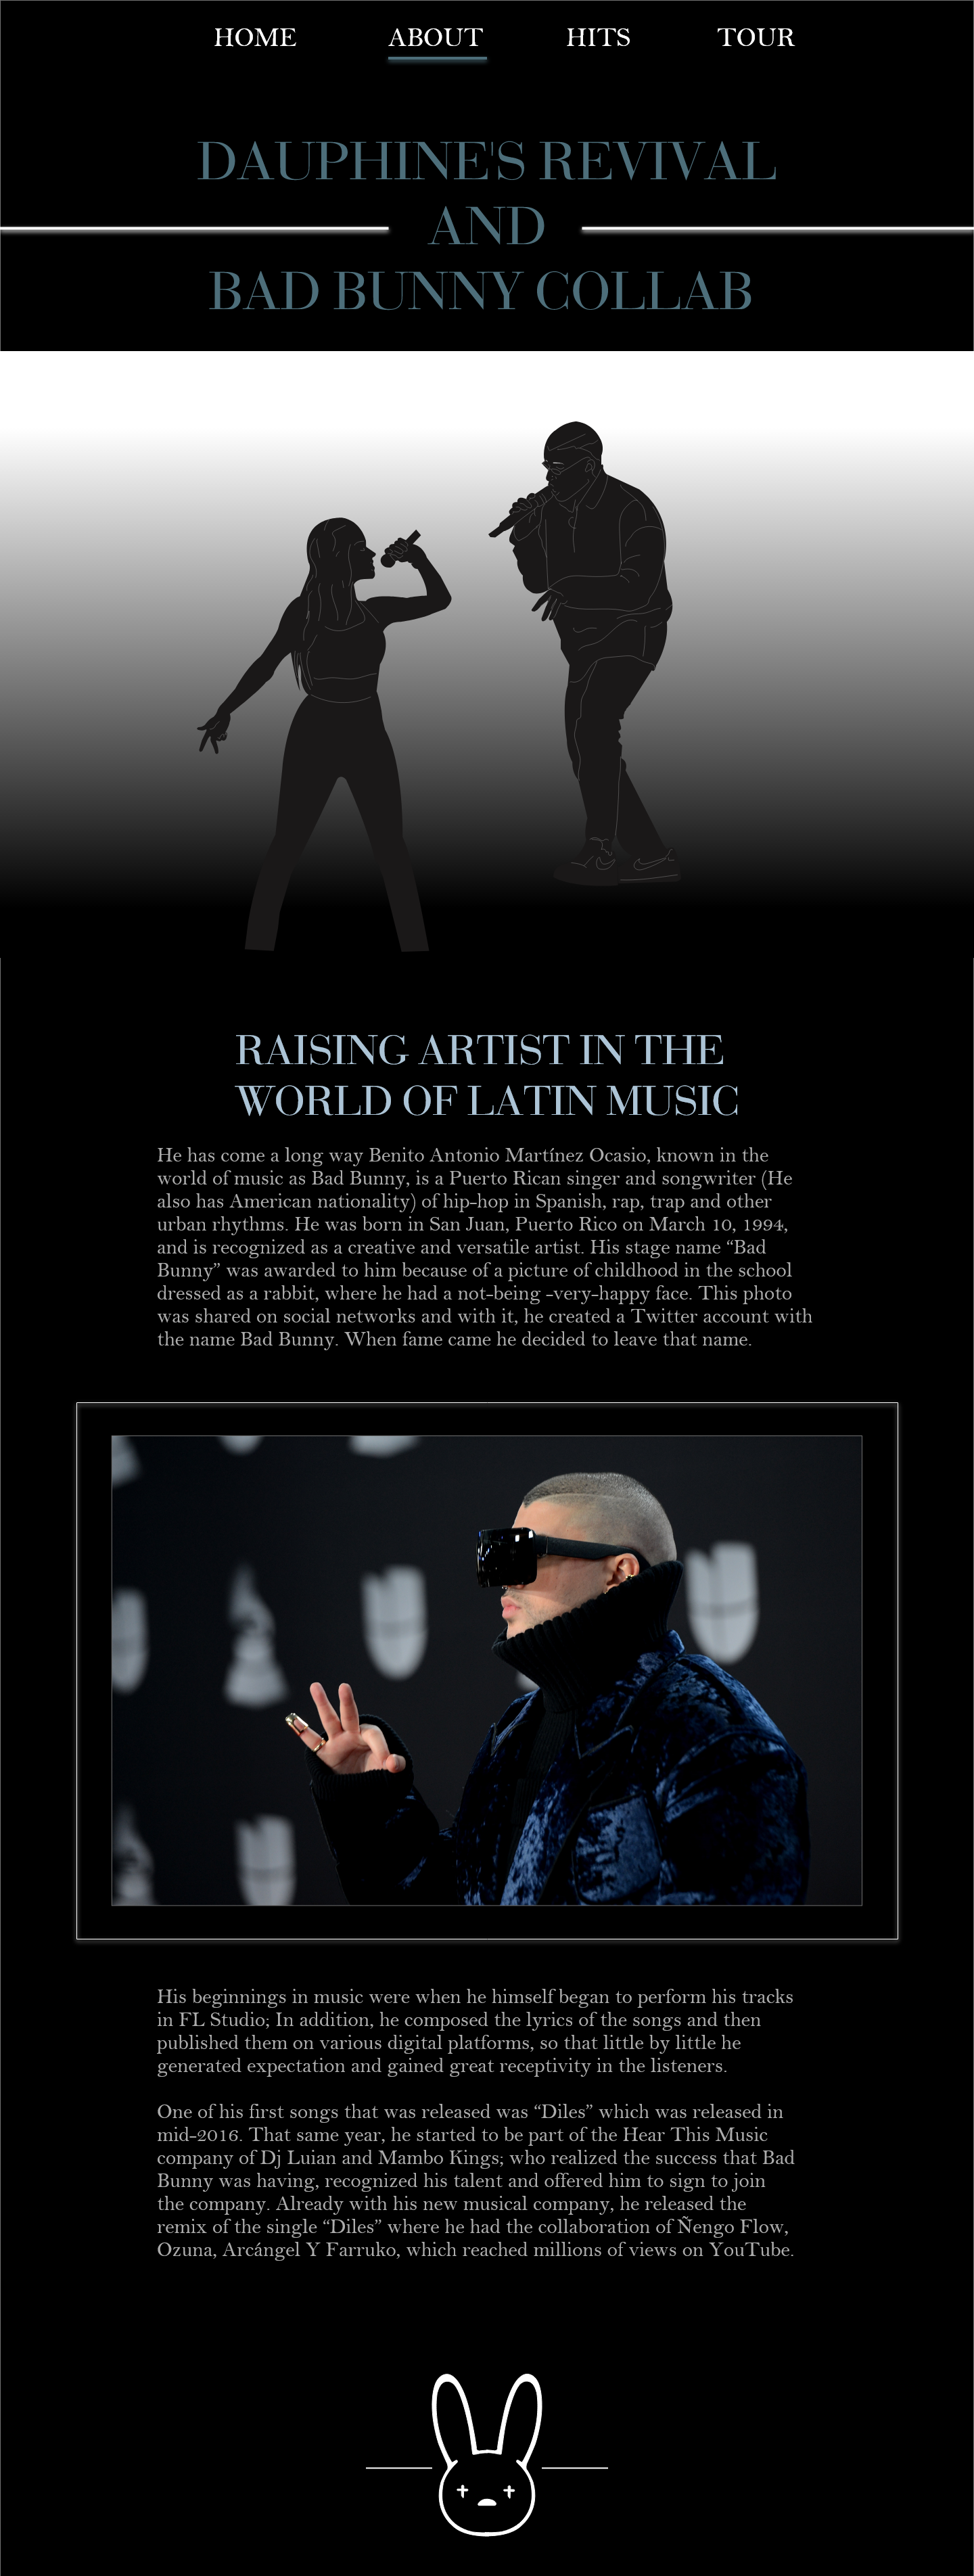 HOME ABOUT HITS TOUR
DAUPHINE'S REVIVAL
AND
BAD BUNNY COLLAB
RAISING ARTIST IN THE
WORLD OF LATIN MUSIC
He has come a long way Benito Antonio Martínez Ocasio, known in the
world of music as Bad Bunny, is a Puerto Rican singer and songwriter (He
also has American nationality) of hip-hop in Spanish, rap, trap and other
urban rhythms. He was born in San Juan, Puerto Rico on March 10, 1994,
and is recognized as a creative and versatile artist. His stage name “Bad
Bunny” was awarded to him because of a picture of childhood in the school
dressed as a rabbit, where he had a not-being -very-happy face. This photo
was shared on social networks and with it, he created a Twitter account with
the name Bad Bunny. When fame came he decided to leave that name.
His beginnings in music were when he himself began to perform his tracks
in FL Studio; In addition, he composed the lyrics of the songs and then
published them on various digital platforms, so that little by little he
generated expectation and gained great receptivity in the listeners.
One of his first songs that was released was “Diles” which was released in
mid-2016. That same year, he started to be part of the Hear This Music
company of Dj Luian and Mambo Kings; who realized the success that Bad
Bunny was having, recognized his talent and offered him to sign to join
the company. Already with his new musical company, he released the
remix of the single “Diles” where he had the collaboration of Ñengo Flow,
Ozuna, Arcángel Y Farruko, which reached millions of views on YouTube.